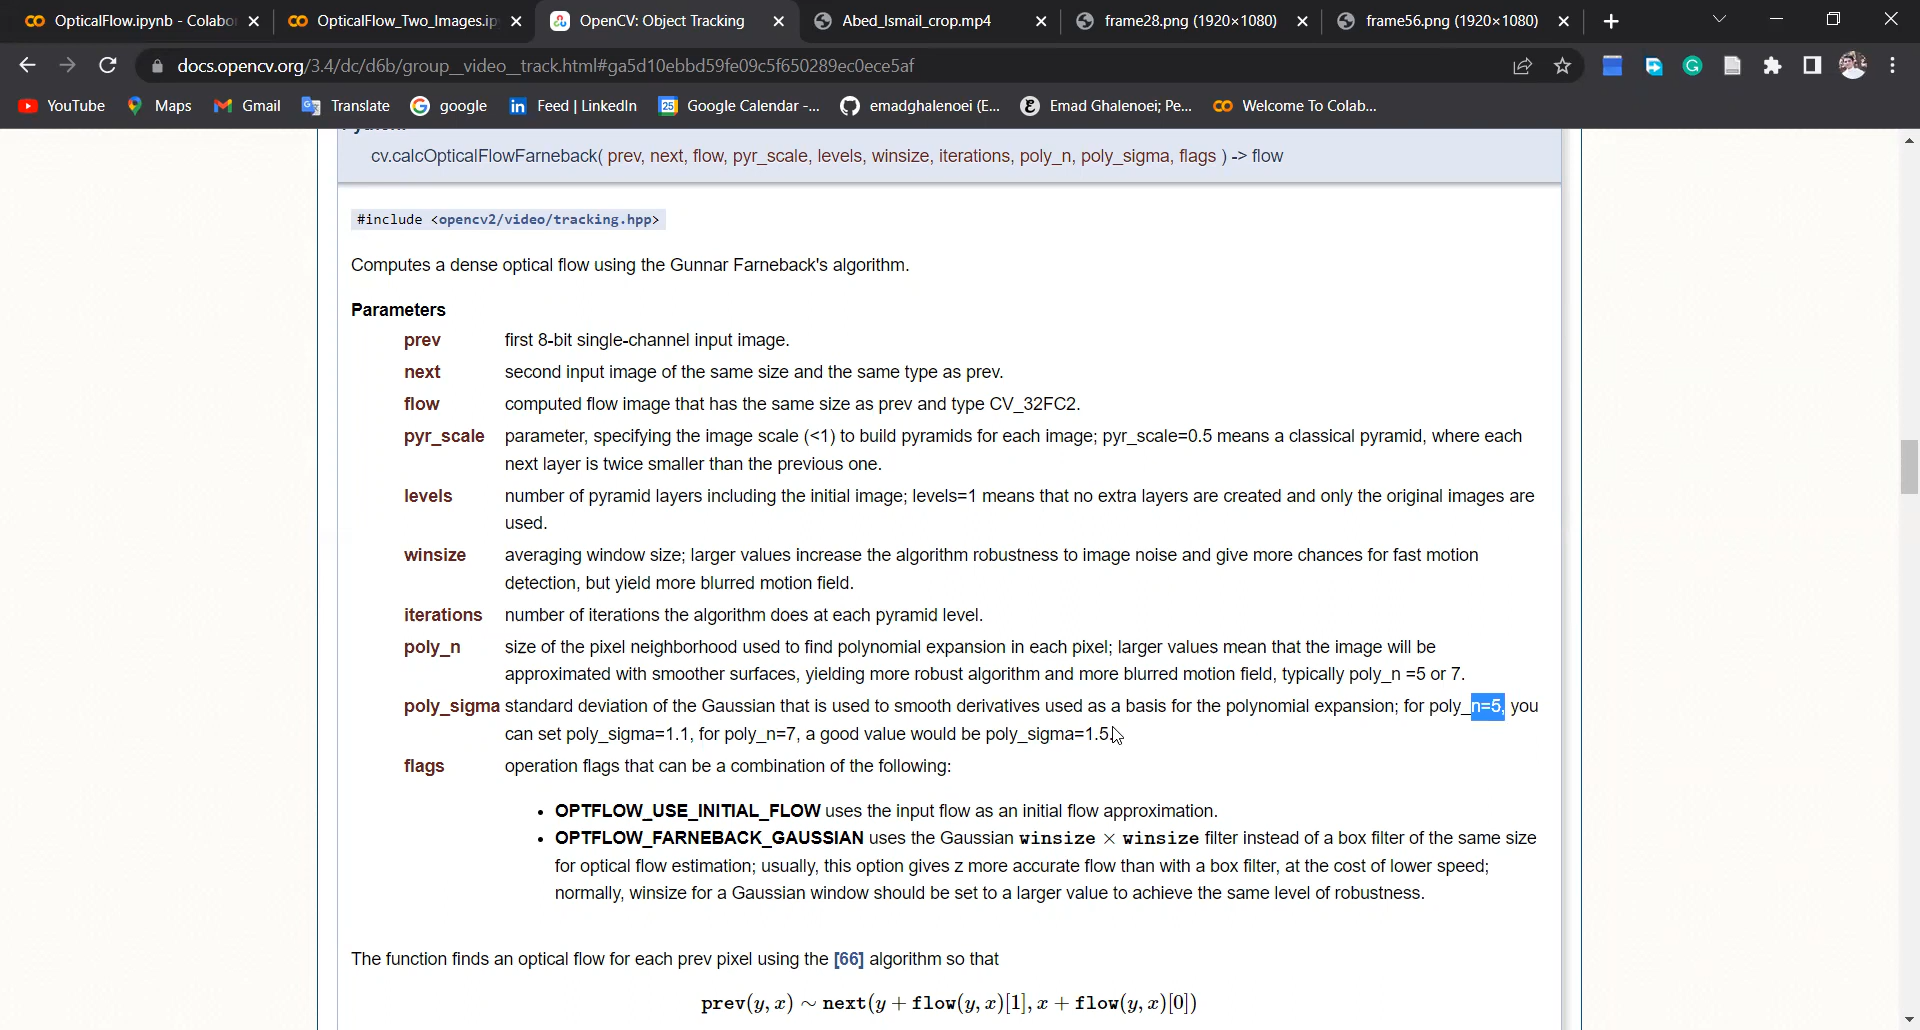 OpticalFlow.ipynb - Colabo
OpticalFlow_Two_Images.ip
OpenCV: Object Tracking
Abed_Ismail_crop.mp4
frame28.png (1920×1080)
frame56.png (1920×1080)
docs.opencv.org/3.4/dc/d6b/group__video__track.html#ga5d10ebbd59fe09c5f650289ec0ece5af
YouTube
Maps
Gmail
Translate
google
Feed | LinkedIn
25
Google Calendar -...
emadghalenoei (E...
Emad Ghalenoei; Pe...
Welcome To Colab...
cv.calcOpticalFlowFarneback( prev, next, flow, pyr_scale, levels, winsize, iterations, poly_n, poly_sigma, flags ) -> flow
#include <opencv2/video/tracking.hpp>
Computes a dense optical flow using the Gunnar Farneback's algorithm.
Parameters
prev first 8-bit single-channel input image.
next second input image of the same size and the same type as prev.
flow computed flow image that has the same size as prev and type CV_32FC2.
pyr_scale parameter, specifying the image scale (<1) to build pyramids for each image; pyr_scale=0.5 means a classical pyramid, where each
next layer is twice smaller than the previous one.
levels number of pyramid layers including the initial image; levels=1 means that no extra layers are created and only the original images are
used.
winsize averaging window size; larger values increase the algorithm robustness to image noise and give more chances for fast motion
detection, but yield more blurred motion field.
iterations number of iterations the algorithm does at each pyramid level.
poly_n size of the pixel neighborhood used to find polynomial expansion in each pixel; larger values mean that the image will be
approximated with smoother surfaces, yielding more robust algorithm and more blurred motion field, typically poly_n =5 or 7.
poly_sigma standard deviation of the Gaussian that is used to smooth derivatives used as a basis for the polynomial expansion; for poly_n=5, you
can set poly_sigma=1.1, for poly_n=7, a good value would be poly_sigma=1.5.
flags operation flags that can be a combination of the following:
• OPTFLOW_USE_INITIAL_FLOW uses the input flow as an initial flow approximation.
• OPTFLOW_FARNEBACK_GAUSSIAN uses the Gaussian winsize × winsize filter instead of a box filter of the same size
for optical flow estimation; usually, this option gives z more accurate flow than with a box filter, at the cost of lower speed;
normally, winsize for a Gaussian window should be set to a larger value to achieve the same level of robustness.
The function finds an optical flow for each prev pixel using the [66] algorithm so that
prev(y, x) ∼ next(y + flow(y, x)[1], x + flow(y, x)[0])